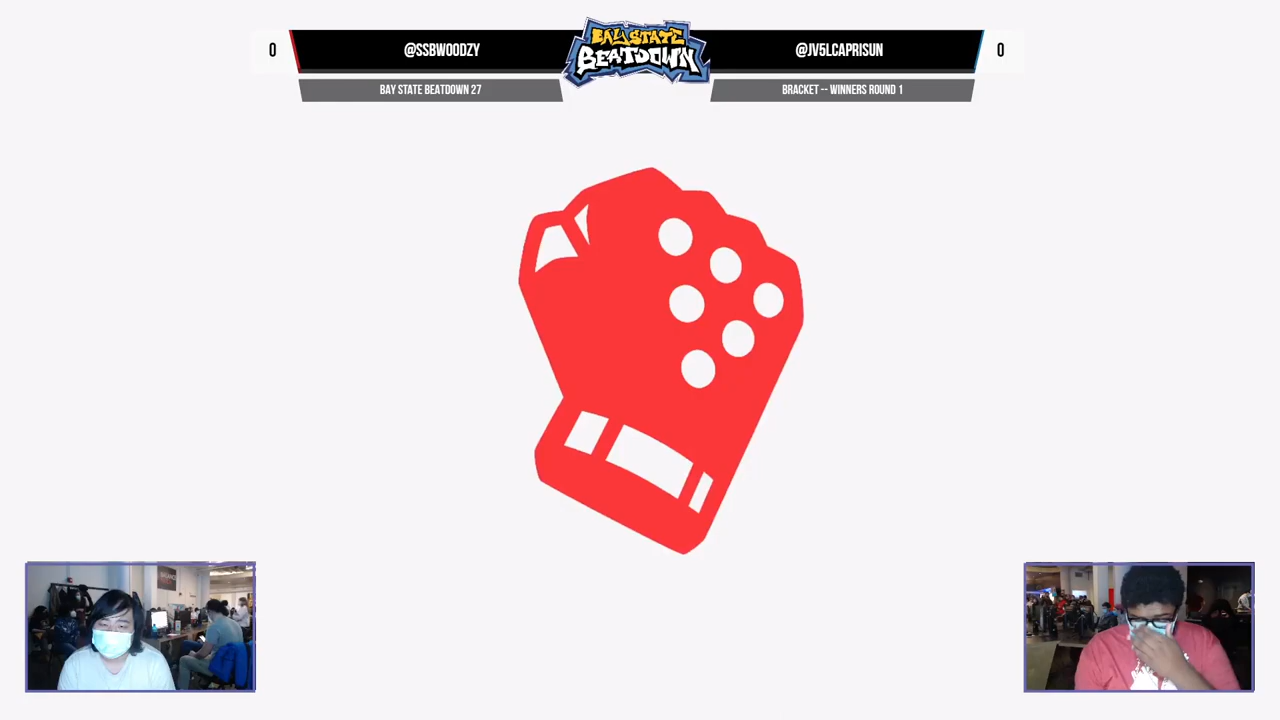 0
@SSBWOODZY
BAY STATE
BEATDOWN
@JV5LCAPRISUN
0
BAY STATE BEATDOWN 27
BRACKET -- WINNERS ROUND 1